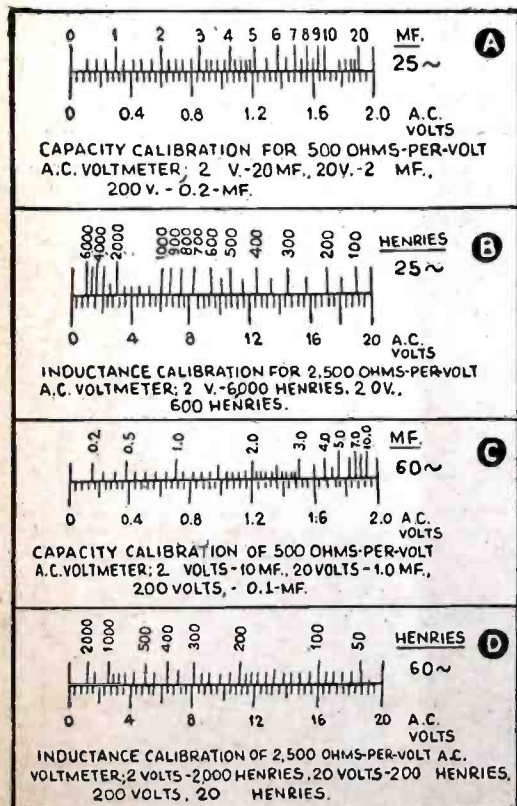 0 1 2 3 4 5 6 7 8 9 10 20 MF. A
25~
0 0.4 0.8 1.2 1.6 2.0 A.C.
VOLTS
CAPACITY CALIBRATION FOR 500 OHMS-PER-VOLT
A.C. VOLTMETER; 2 V.-20 MF., 20V.-2 MF.,
200 V. - 0.2-MF.
6000 4000 2000 1000 900 800 700 600 500 400 300 200 100 HENRIES B
25~
0 4 8 12 16 20 A.C.
VOLTS
INDUCTANCE CALIBRATION FOR 2,500 OHMS-PER-VOLT
A.C. VOLTMETER; 2 V.-6,000 HENRIES. 20V.,
600 HENRIES.
0.2 0.5 1.0 2.0 3.0 4.0 5.0 7.0 10.0 MF. C
60~
0 0.4 0.8 1.2 1.6 2.0 A.C.
VOLTS
CAPACITY CALIBRATION OF 500 OHMS-PER-VOLT
A.C. VOLTMETER; 2 VOLTS-10 MF., 20 VOLTS-1.0 MF.,
200 VOLTS, - 0.1-MF.
2000 1000 500 400 300 200 100 50 HENRIES D
60~
0 4 8 12 16 20 A.C.
VOLTS
INDUCTANCE CALIBRATION OF 2,500 OHMS-PER-VOLT A.C.
VOLTMETER; 2 VOLTS-2,000 HENRIES, 20 VOLTS-200 HENRIES,
200 VOLTS, 20 HENRIES.